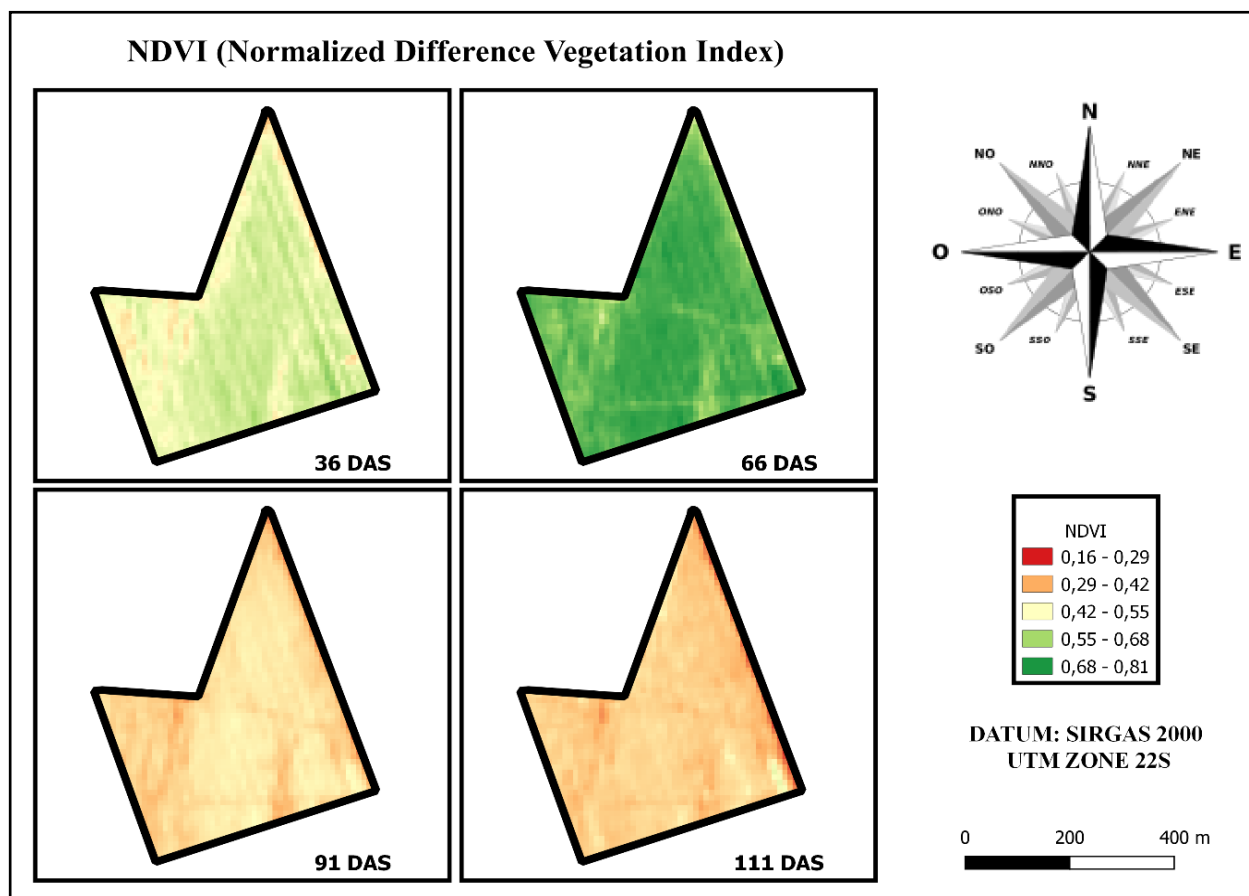 NDVI (Normalized Difference Vegetation Index)
36 DAS
66 DAS
91 DAS
111 DAS
N
NNO
NNE
NO
NE
ONO
ENE
O
E
OSO
ESE
SO
SE
SSO
SSE
S
NDVI
0,16 - 0,29
0,29 - 0,42
0,42 - 0,55
0,55 - 0,68
0,68 - 0,81
DATUM: SIRGAS 2000
UTM ZONE 22S
0 200 400 m